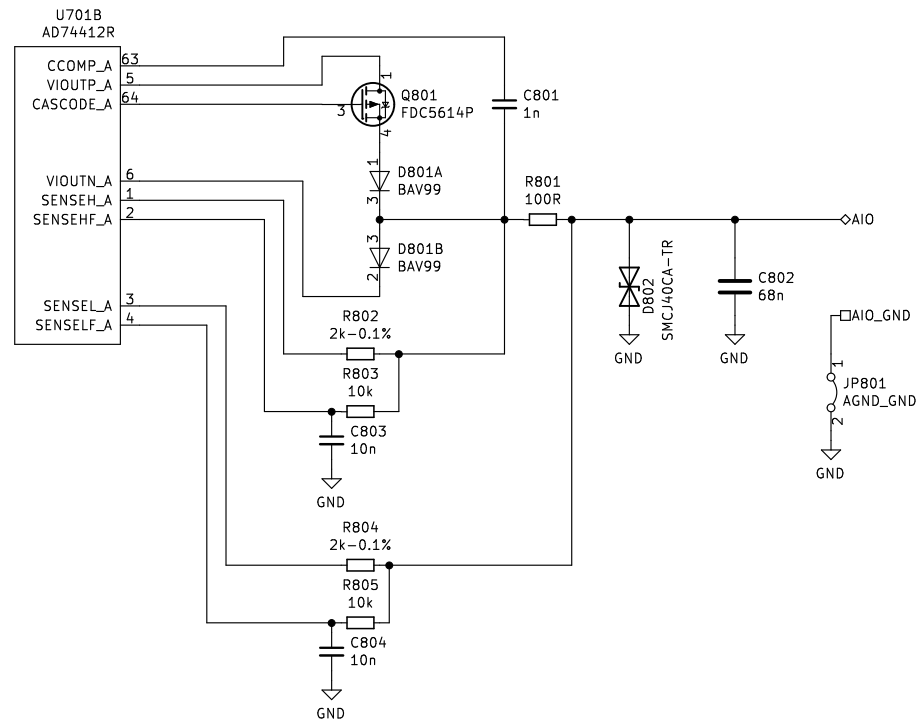 U701B
AD74412R
CCOMP_A
63
VIOUTP_A
5
CASCODE_A
64
VIOUTN_A
6
SENSEH_A
1
SENSEHF_A
2
SENSEL_A
3
SENSELF_A
4
1
Q801
FDC5614P
3
4
C801
1n
1
D801A
BAV99
3
R801
100R
AIO
3
D801B
BAV99
2
D802
SMCJ40CA-TR
GND
C802
68n
GND
AIO_GND
1
JP801
AGND_GND
2
GND
R802
2k-0.1%
R803
10k
C803
10n
GND
R804
2k-0.1%
R805
10k
C804
10n
GND